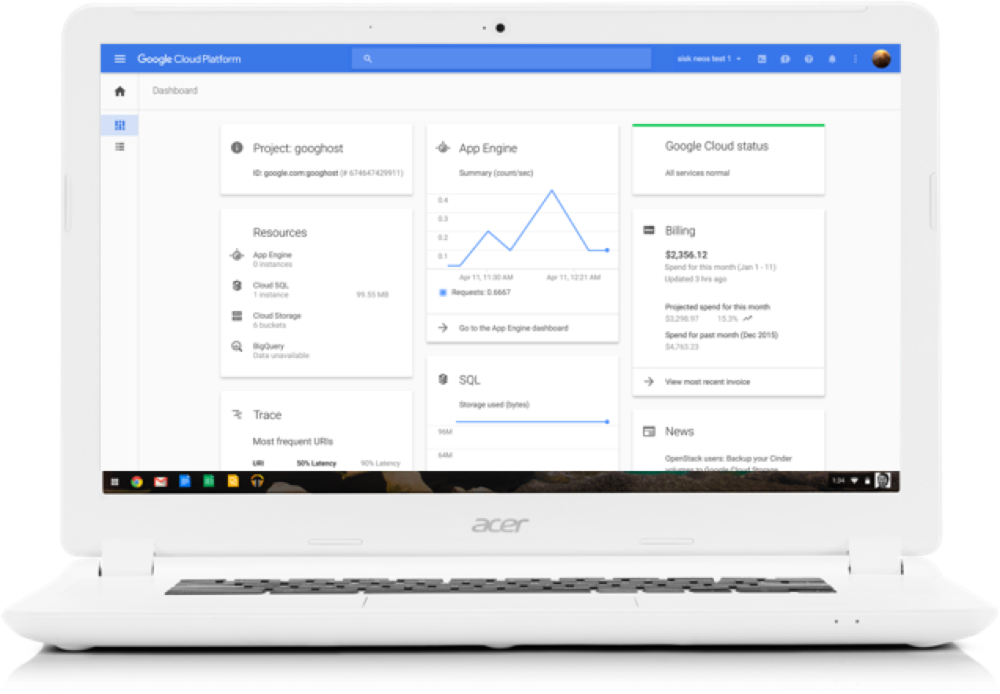 Google Cloud Platform
sisk neos test 1
Dashboard
Project: googhost
ID: google.com:googhost (# 674647429911)
Resources
App Engine
0 instances
Cloud SQL
1 instance 99.55 MB
Cloud Storage
6 buckets
BigQuery
Data unavailable
Trace
Most frequent URIs
URI 50% Latency 90% Latency
App Engine
Summary (count/sec)
0.4
0.3
0.2
0.1
Apr 11, 11:30 AM Apr 11, 12:21 AM
Requests: 0.6667
Go to the App Engine dashboard
SQL
Storage used (bytes)
96M
64M
Google Cloud status
All services normal
Billing
$2,356.12
Spend for this month (Jan 1 - 11)
Updated 3 hrs ago
Projected spend for this month
$3,298.97 15.3%
Spend for past month (Dec 2015)
$4,763.23
View most recent invoice
News
OpenStack users: Backup your Cinder
volumes to Google Cloud Storage
1:34
acer